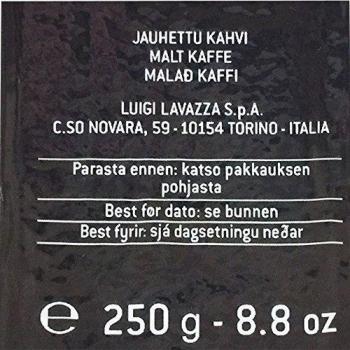 JAUHETTU KAHVI
MALT KAFFE
MALAÐ KAFFI
LUIGI LAVAZZA S.p.A.
C.SO NOVARA, 59 - 10154 TORINO - ITALIA
Parasta ennen: katso pakkauksen
pohjasta
Best før dato: se bunnen
Best fyrir: sjá dagsetningu neðar
℮ 250 g - 8.8 oz